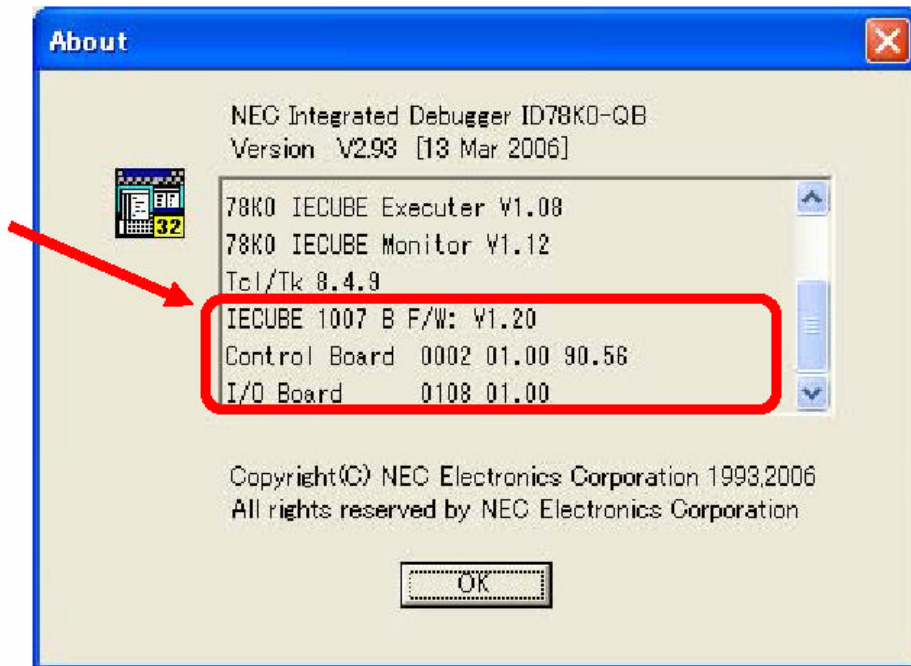 About
NEC Integrated Debugger ID78K0-QB
Version V2.93 [13 Mar 2006]
32
78K0 IECUBE Executer V1.08
78K0 IECUBE Monitor V1.12
Tcl/Tk 8.4.9
IECUBE 1007 B F/W: V1.20
Control Board 0002 01.00 90.56
I/O Board 0108 01.00
Copyright(C) NEC Electronics Corporation 1993,2006
All rights reserved by NEC Electronics Corporation
OK